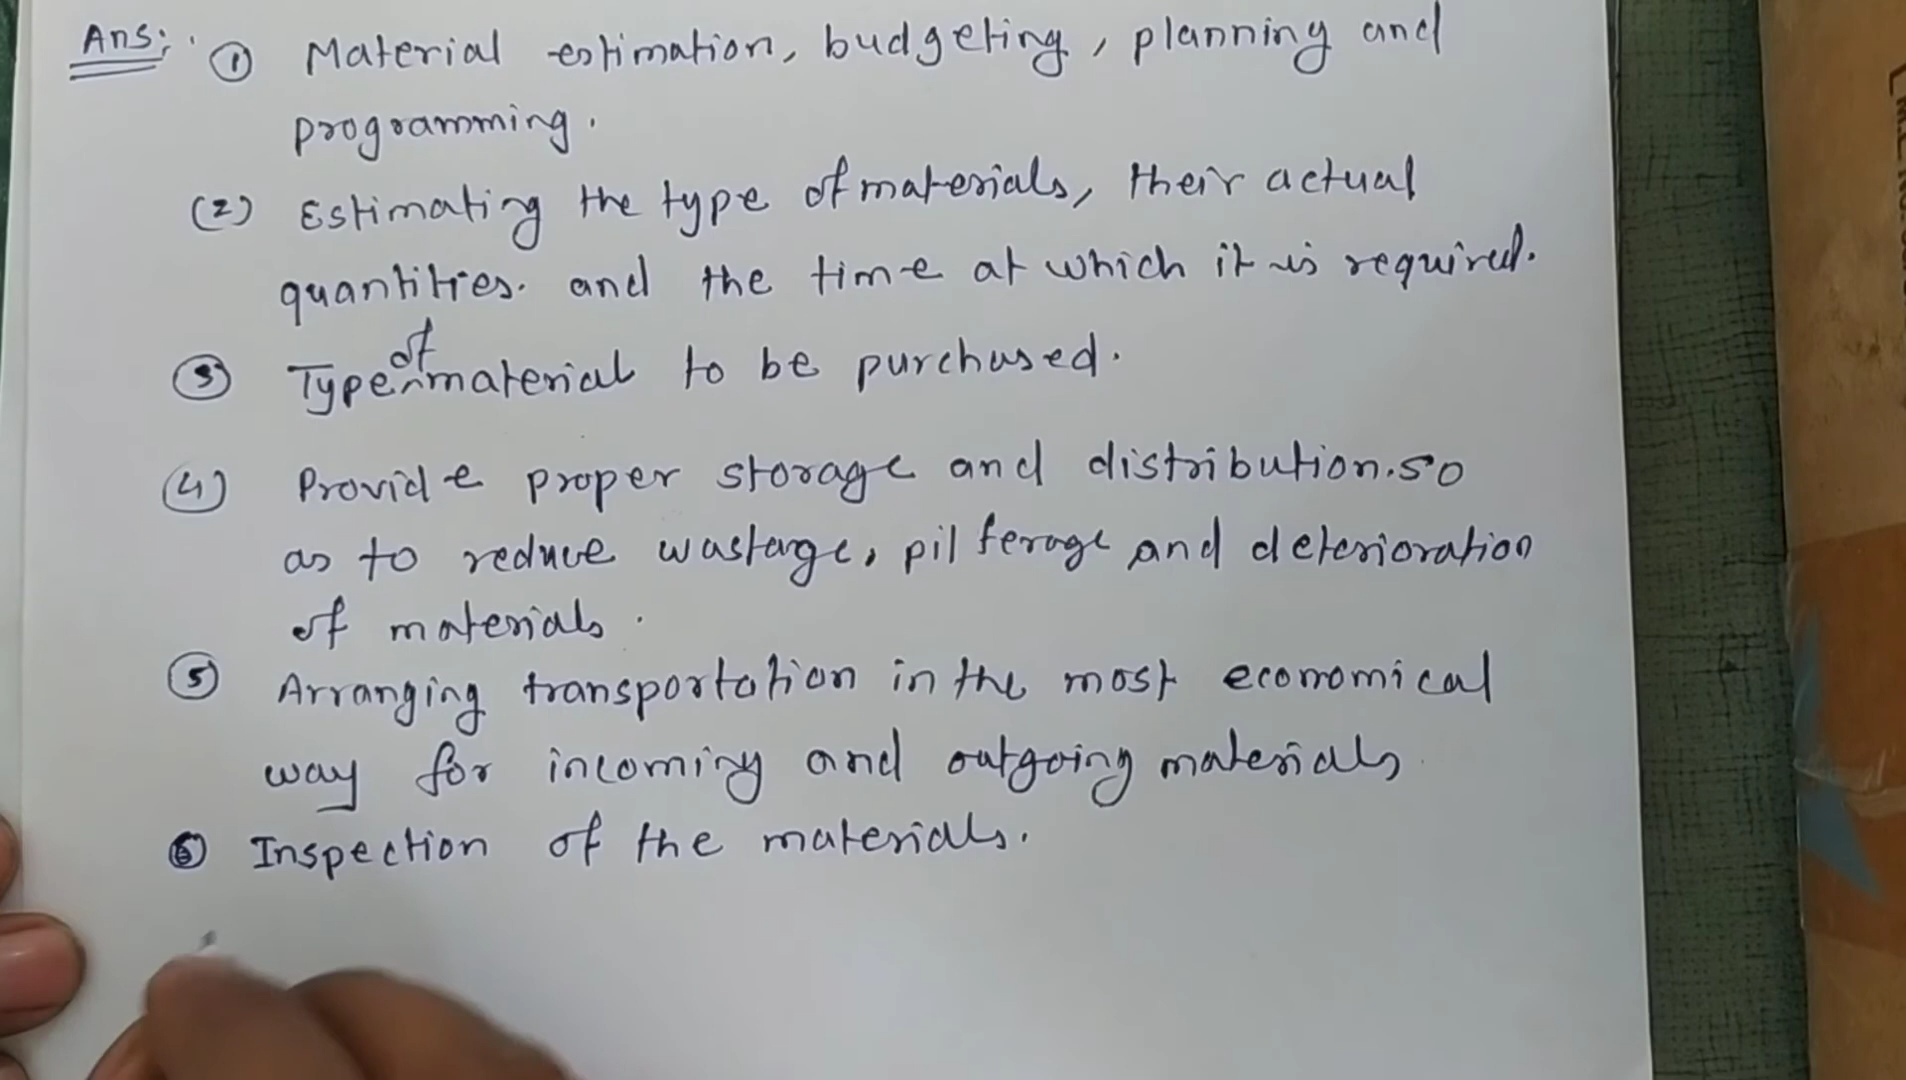 Ans: ① Material estimation, budgeting, planning and
programming.
(2) Estimating the type of materials, their actual
quantities. and the time at which it is required.
③ Type of material to be purchased.
(4) Provide proper storage and distribution. so
as to reduce wastage, pilferage and deterioration
of materials.
⑤ Arranging transportation in the most economical
way for incoming and outgoing materials
⑥ Inspection of the materials.